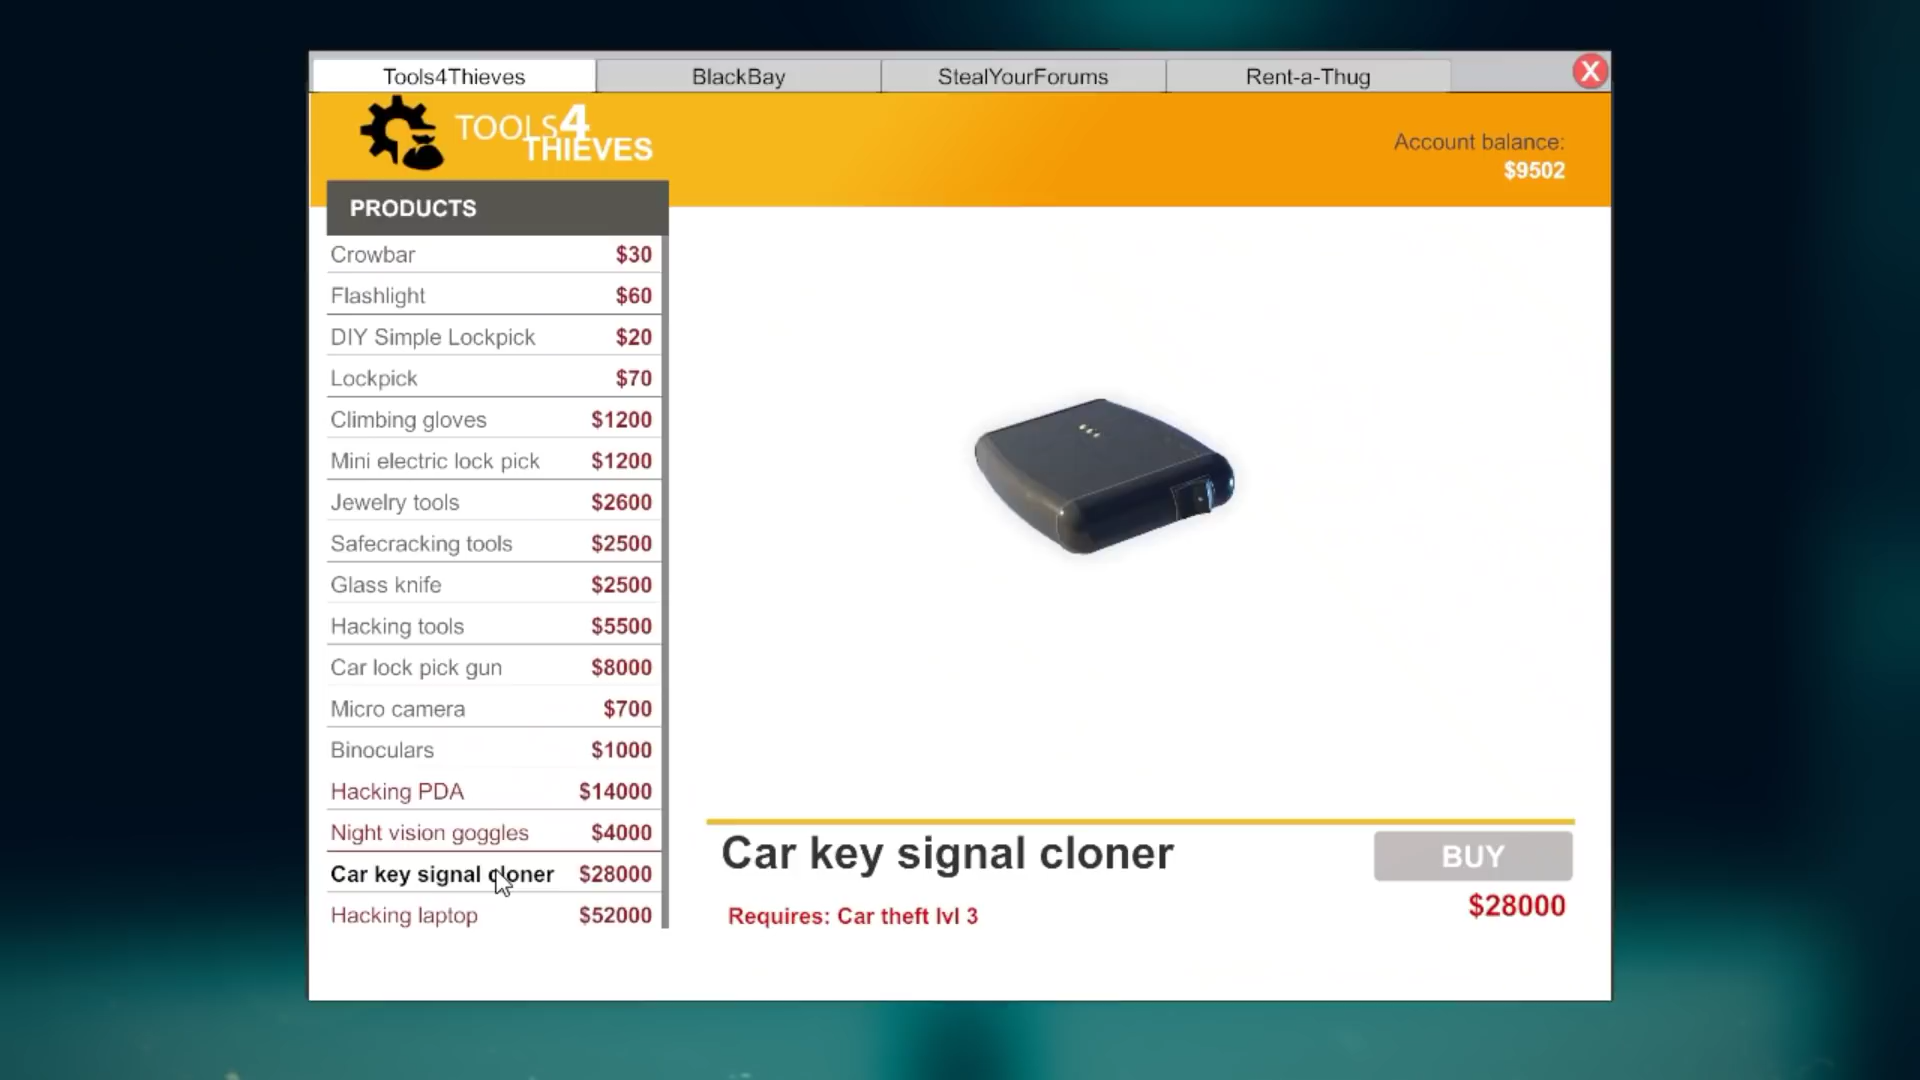 Tools4Thieves
BlackBay
StealYourForums
Rent-a-Thug
X
TOOLS4
THIEVES
Account balance:
$9502
PRODUCTS
Crowbar $30
Flashlight $60
DIY Simple Lockpick $20
Lockpick $70
Climbing gloves $1200
Mini electric lock pick $1200
Jewelry tools $2600
Safecracking tools $2500
Glass knife $2500
Hacking tools $5500
Car lock pick gun $8000
Micro camera $700
Binoculars $1000
Hacking PDA $14000
Night vision goggles $4000
Car key signal cloner $28000
Hacking laptop $52000
Car key signal cloner
BUY
Requires: Car theft lvl 3
$28000